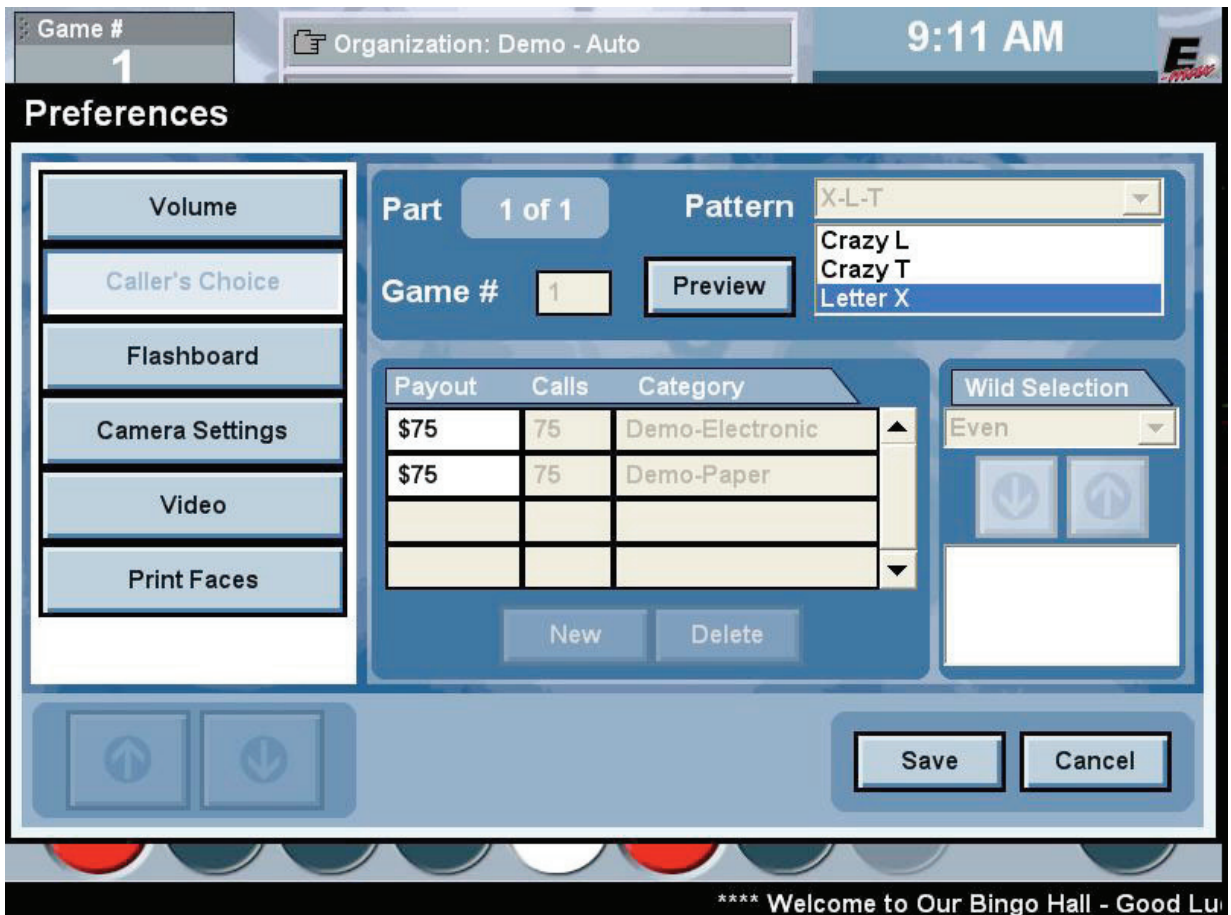 Game #
1
Organization: Demo - Auto
9:11 AM
E
Preferences
Volume
Caller's Choice
Flashboard
Camera Settings
Video
Print Faces
Part 1 of 1 Pattern X-L-T
Crazy L
Crazy T
Letter X
Game # 1 Preview
Payout Calls Category
$75 75 Demo-Electronic
$75 75 Demo-Paper
New Delete
Wild Selection
Even
Save Cancel
**** Welcome to Our Bingo Hall - Good Lu